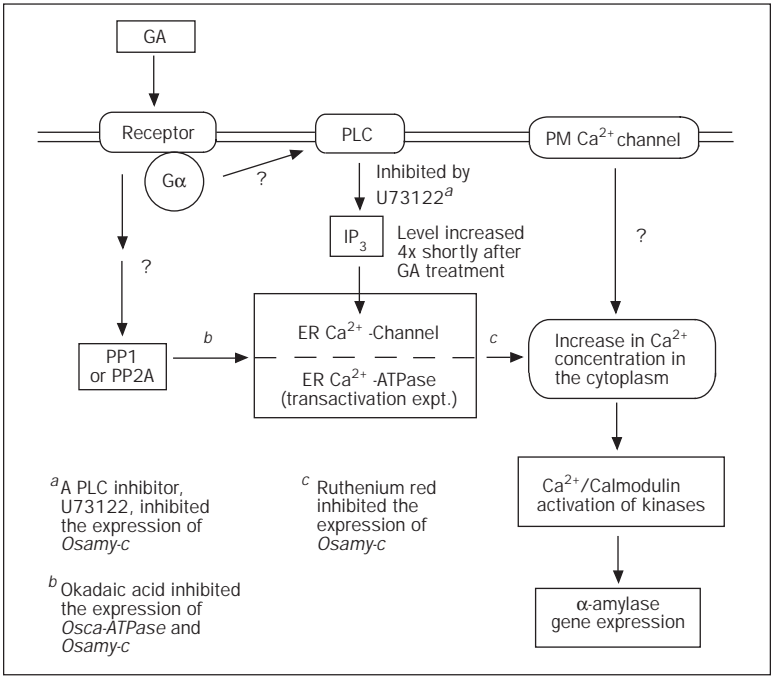 GA
Receptor
PLC
PM Ca2+ channel
Gα
?
Inhibited by
U73122a
IP3
Level increased
4x shortly after
GA treatment
?
?
PP1
or PP2A
b
ER Ca2+ -Channel
ER Ca2+ -ATPase
(transactivation expt.)
c
Increase in Ca2+
concentration in
the cytoplasm
Ca2+/Calmodulin
activation of kinases
α-amylase
gene expression
a A PLC inhibitor,
U73122, inhibited
the expression of
Osamy-c
b Okadaic acid inhibited
the expression of
Osca-ATPase and
Osamy-c
c Ruthenium red
inhibited the
expression of
Osamy-c